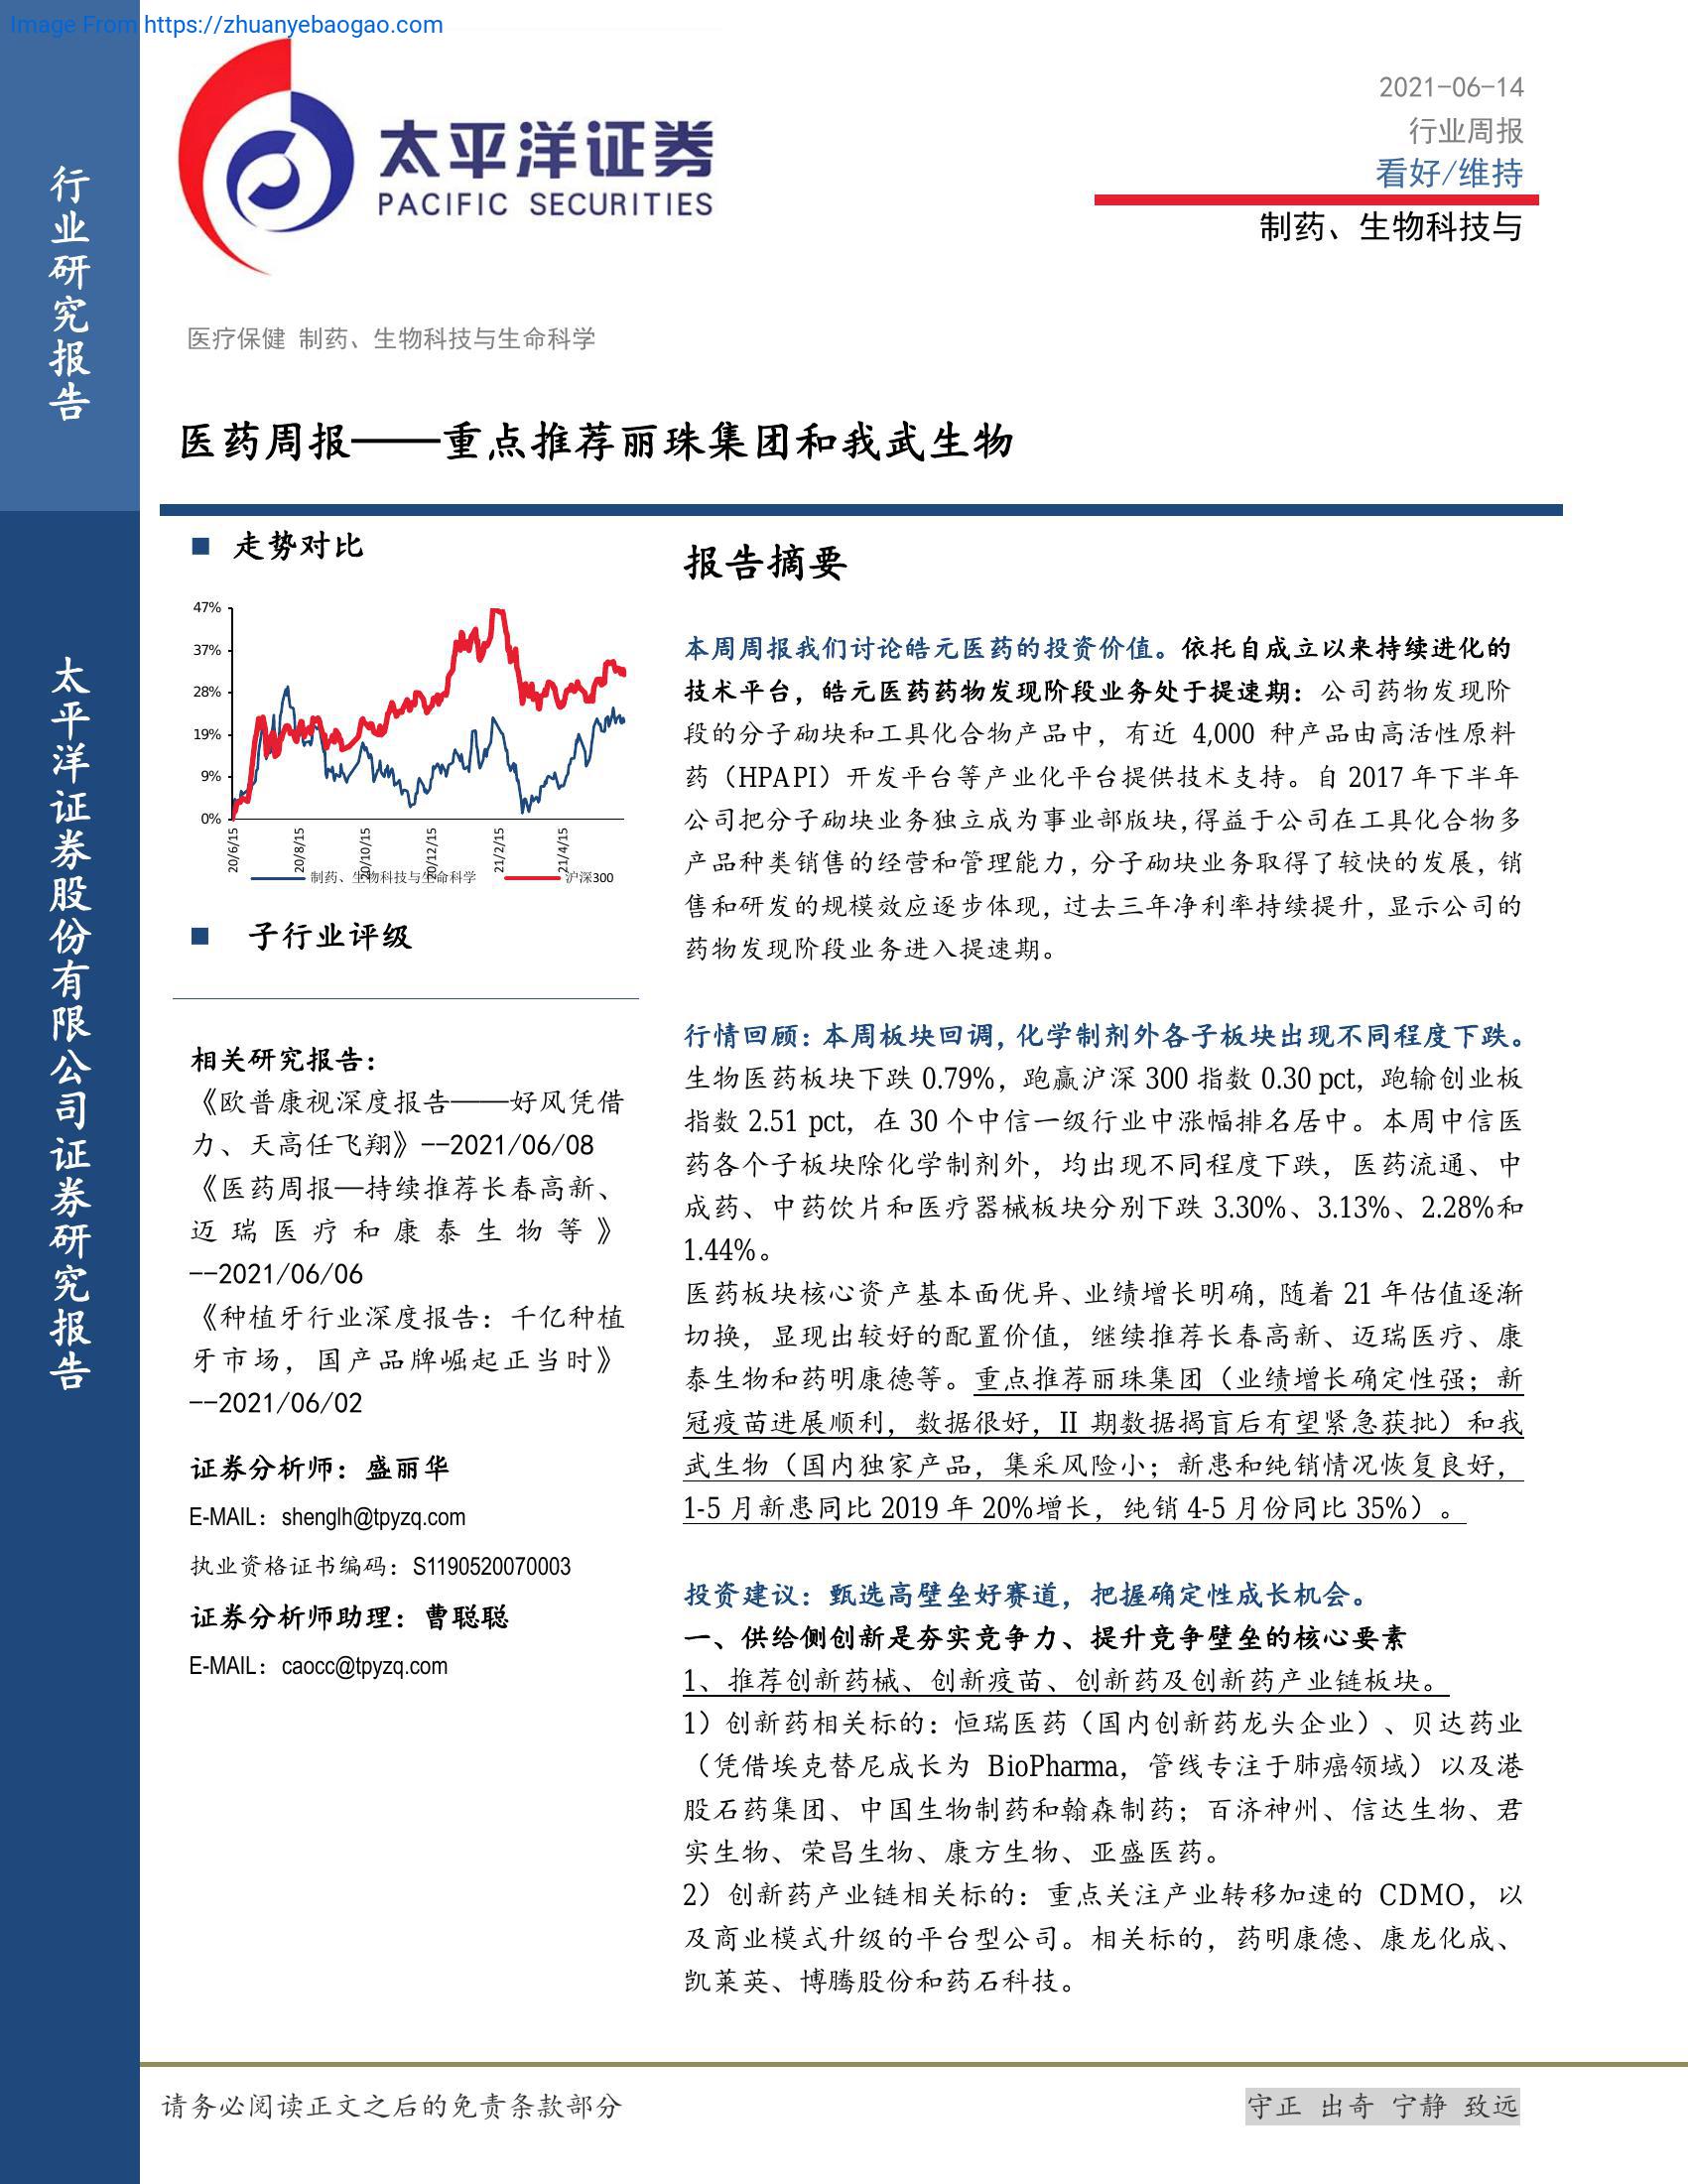 Image From https://zhuanyebaogao.com
行业研究报告
太平洋证券股份有限公司证券研究报告
太平洋证券
PACIFIC SECURITIES
2021-06-14
行业周报
看好/维持
制药、生物科技与
医疗保健 制药、生物科技与生命科学
医药周报——重点推荐丽珠集团和我武生物
■ 走势对比
47%
37%
28%
19%
9%
0%
20/6/15
20/8/15
20/10/15
20/12/15
21/2/15
21/4/15
制药、生物科技与生命科学
沪深300
■ 子行业评级
相关研究报告：
《欧普康视深度报告——好风凭借
力、天高任飞翔》--2021/06/08
《医药周报—持续推荐长春高新、
迈瑞医疗和康泰生物等》
--2021/06/06
《种植牙行业深度报告：千亿种植
牙市场，国产品牌崛起正当时》
--2021/06/02
证券分析师：盛丽华
E-MAIL：shenglh@tpyzq.com
执业资格证书编码：S1190520070003
证券分析师助理：曹聪聪
E-MAIL：caocc@tpyzq.com
报告摘要
本周周报我们讨论皓元医药的投资价值。依托自成立以来持续进化的
技术平台，皓元医药药物发现阶段业务处于提速期：公司药物发现阶
段的分子砌块和工具化合物产品中，有近 4,000 种产品由高活性原料
药（HPAPI）开发平台等产业化平台提供技术支持。自 2017 年下半年
公司把分子砌块业务独立成为事业部版块，得益于公司在工具化合物多
产品种类销售的经营和管理能力，分子砌块业务取得了较快的发展，销
售和研发的规模效应逐步体现，过去三年净利率持续提升，显示公司的
药物发现阶段业务进入提速期。
行情回顾：本周板块回调，化学制剂外各子板块出现不同程度下跌。
生物医药板块下跌 0.79%，跑赢沪深 300 指数 0.30 pct，跑输创业板
指数 2.51 pct，在 30 个中信一级行业中涨幅排名居中。本周中信医
药各个子板块除化学制剂外，均出现不同程度下跌，医药流通、中
成药、中药饮片和医疗器械板块分别下跌 3.30%、3.13%、2.28%和
1.44%。
医药板块核心资产基本面优异、业绩增长明确，随着 21 年估值逐渐
切换，显现出较好的配置价值，继续推荐长春高新、迈瑞医疗、康
泰生物和药明康德等。重点推荐丽珠集团（业绩增长确定性强；新
冠疫苗进展顺利，数据很好，II 期数据揭盲后有望紧急获批）和我
武生物（国内独家产品，集采风险小；新患和纯销情况恢复良好，
1-5 月新患同比 2019 年 20%增长，纯销 4-5 月份同比 35%）。
投资建议：甄选高壁垒好赛道，把握确定性成长机会。
一、供给侧创新是夯实竞争力、提升竞争壁垒的核心要素
1、推荐创新药械、创新疫苗、创新药及创新药产业链板块。
1）创新药相关标的：恒瑞医药（国内创新药龙头企业）、贝达药业
（凭借埃克替尼成长为 BioPharma，管线专注于肺癌领域）以及港
股石药集团、中国生物制药和翰森制药；百济神州、信达生物、君
实生物、荣昌生物、康方生物、亚盛医药。
2）创新药产业链相关标的：重点关注产业转移加速的 CDMO，以
及商业模式升级的平台型公司。相关标的，药明康德、康龙化成、
凯莱英、博腾股份和药石科技。
请务必阅读正文之后的免责条款部分
守正 出奇 宁静 致远